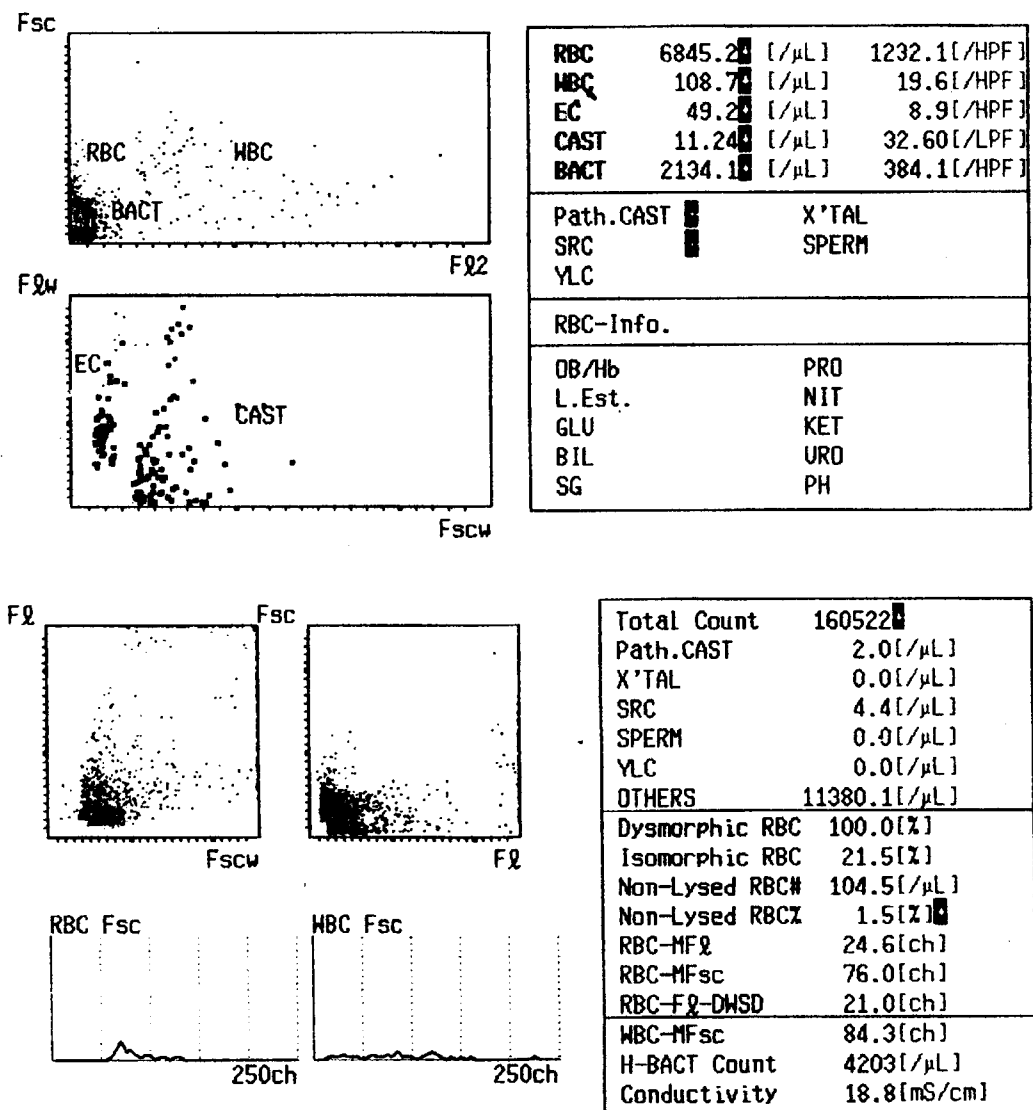 Fsc
RBC
WBC
BACT
Fℓ2
Fℓw
EC
CAST
Fscw
RBC 6845.2 [/μL] 1232.1[/HPF]
WBC 108.7 [/μL] 19.6[/HPF]
EC 49.2 [/μL] 8.9[/HPF]
CAST 11.24 [/μL] 32.60[/LPF]
BACT 2134.1 [/μL] 384.1[/HPF]
Path.CAST X'TAL
SRC SPERM
YLC
RBC-Info.
OB/Hb PRO
L.Est. NIT
GLU KET
BIL URO
SG PH
Fℓ
Fscw
Fsc
Fℓ
RBC Fsc
250ch
WBC Fsc
250ch
Total Count 160522
Path.CAST 2.0[/μL]
X'TAL 0.0[/μL]
SRC 4.4[/μL]
SPERM 0.0[/μL]
YLC 0.0[/μL]
OTHERS 11380.1[/μL]
Dysmorphic RBC 100.0[%]
Isomorphic RBC 21.5[%]
Non-Lysed RBC# 104.5[/μL]
Non-Lysed RBC% 1.5[%]
RBC-MFℓ 24.6[ch]
RBC-MFsc 76.0[ch]
RBC-Fℓ-DWSD 21.0[ch]
WBC-MFsc 84.3[ch]
H-BACT Count 4203[/μL]
Conductivity 18.8[mS/cm]